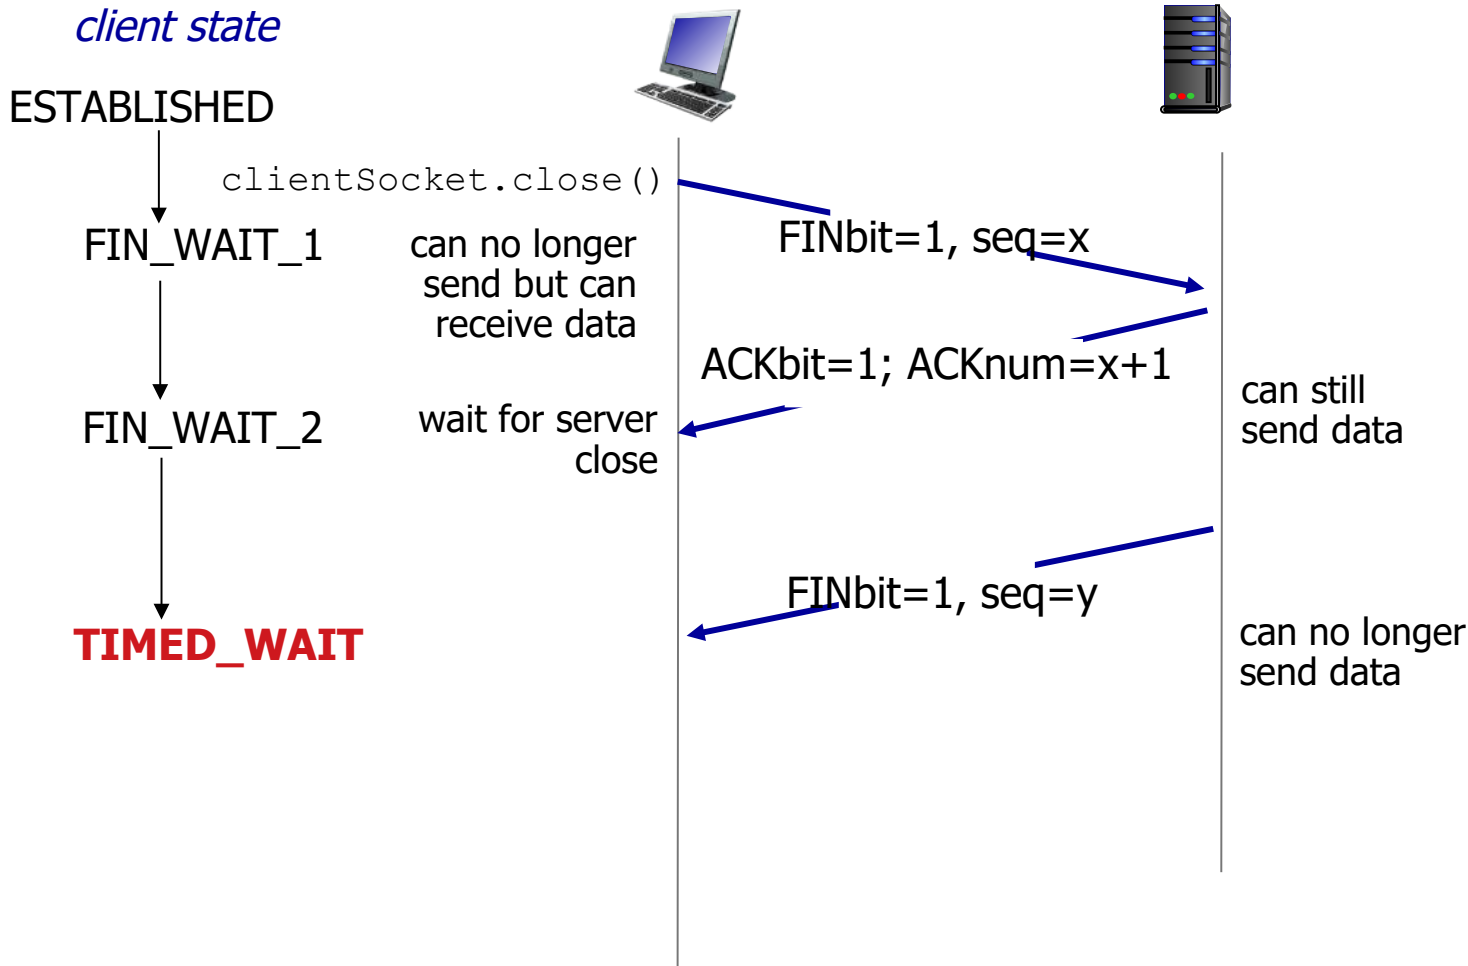 client state
ESTABLISHED
clientSocket.close()
FIN_WAIT_1
can no longer
send but can
receive data
FINbit=1, seq=x
ACKbit=1; ACKnum=x+1
can still
send data
FIN_WAIT_2
wait for server
close
FINbit=1, seq=y
TIMED_WAIT
can no longer
send data